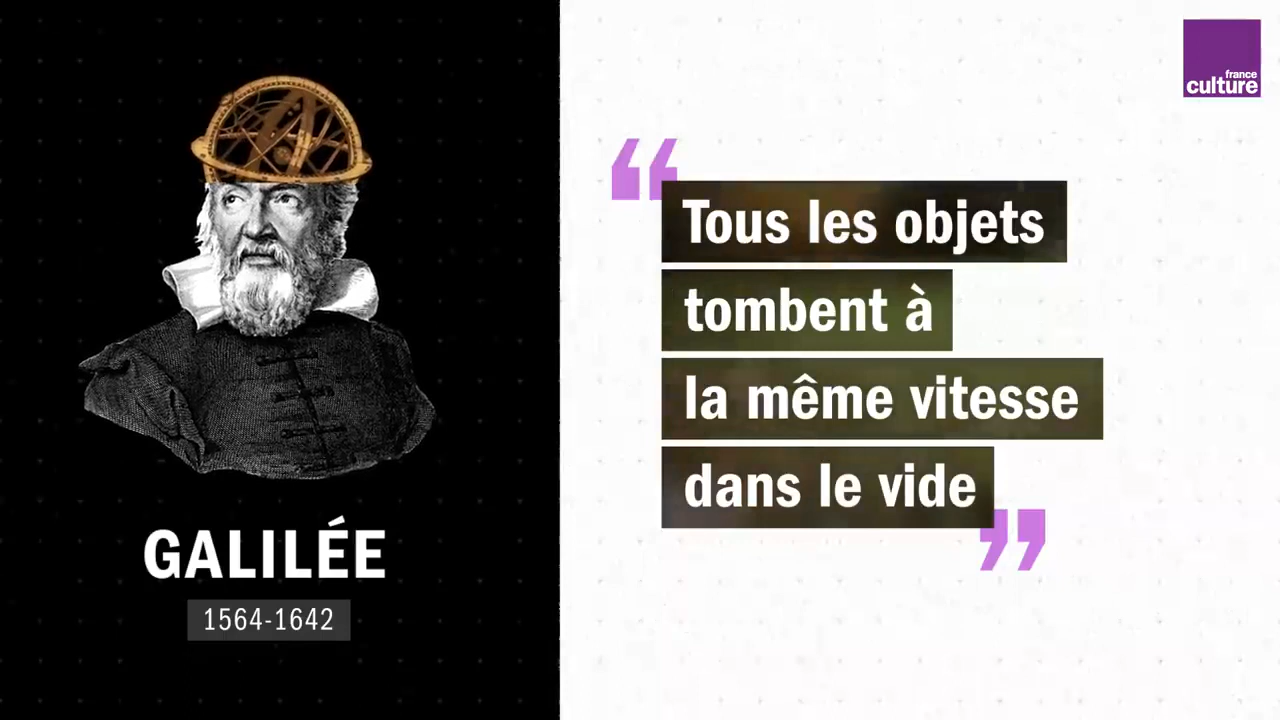 france
culture
“
Tous les objets
tombent à
la même vitesse
dans le vide
”
GALILÉE
1564-1642